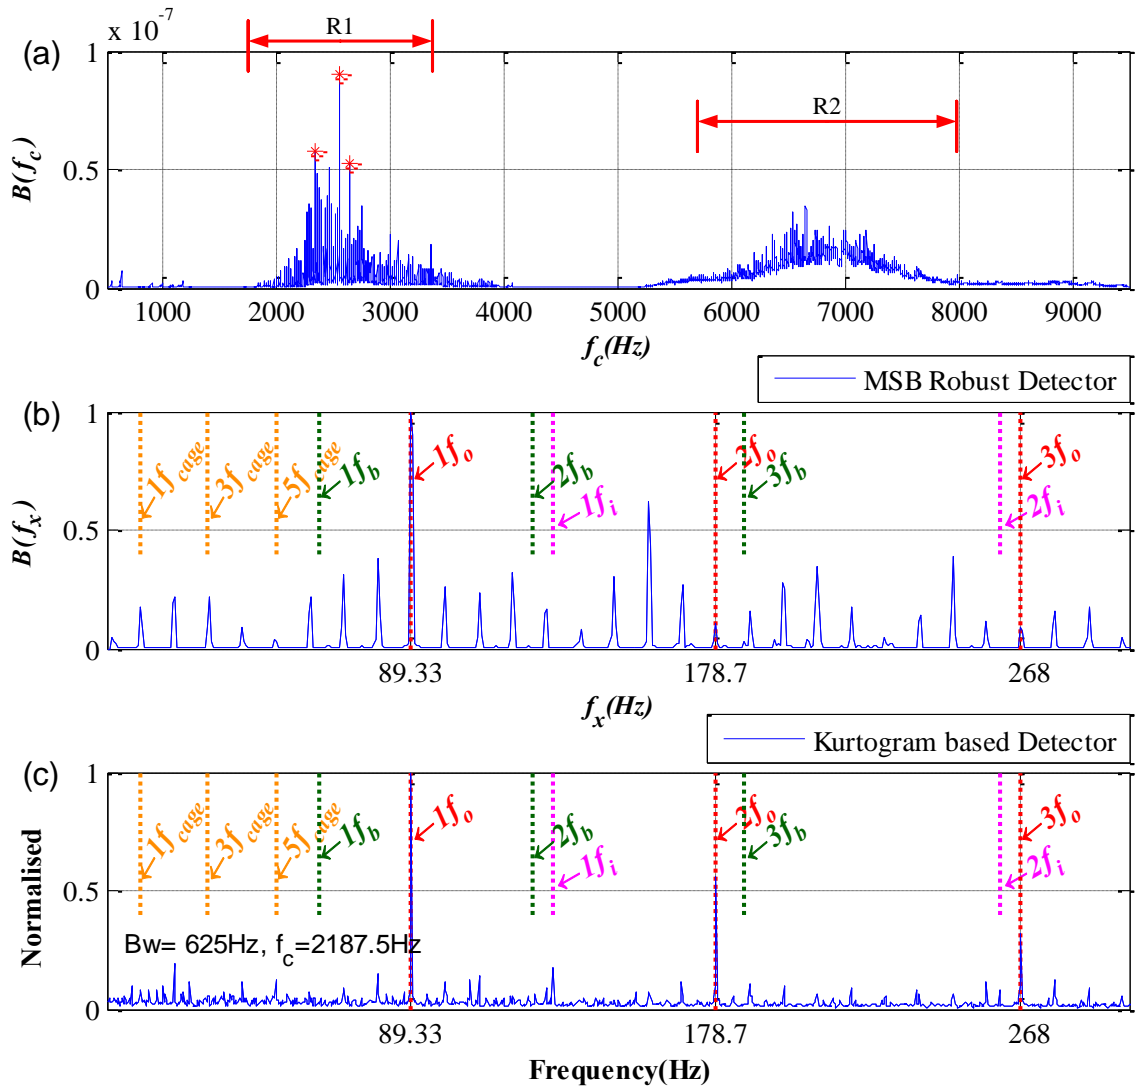 (a)
x 10^-7
R1
R2
1
0.5
0
B(f_c)
1000 2000 3000 4000 5000 6000 7000 8000 9000
f_c(Hz)
MSB Robust Detector
(b)
1
0.5
0
B(f_x)
1f_cage 3f_cage 5f_cage 1f_b 1f_o 2f_b 1f_i 2f_o 3f_b 2f_i 3f_o
89.33 178.7 268
f_x(Hz)
Kurtogram based Detector
(c)
1
0.5
0
Normalised
1f_cage 3f_cage 5f_cage 1f_b 1f_o 2f_b 1f_i 2f_o 3f_b 2f_i 3f_o
Bw= 625Hz, f_c=2187.5Hz
89.33 178.7 268
Frequency(Hz)